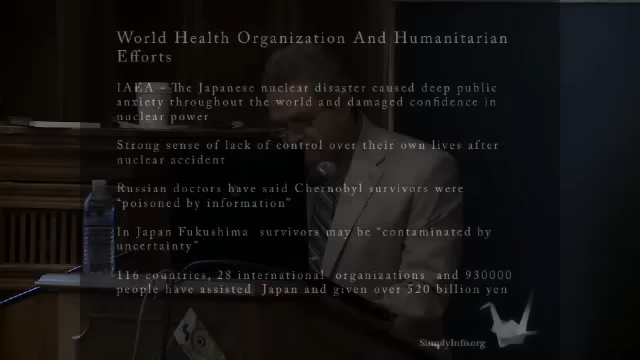 World Health Organization And Humanitarian
Efforts
IAEA - The Japanese nuclear disaster caused deep public
anxiety throughout the world and damaged confidence in
nuclear power
Strong sense of lack of control over their own lives after
nuclear accident
Russian doctors have said Chernobyl survivors were
"poisoned by information"
In Japan Fukushima survivors may be "contaminated by
uncertainty"
116 countries, 28 international organizations and 930000
people have assisted Japan and given over 520 billion yen
SimplyInfo.org